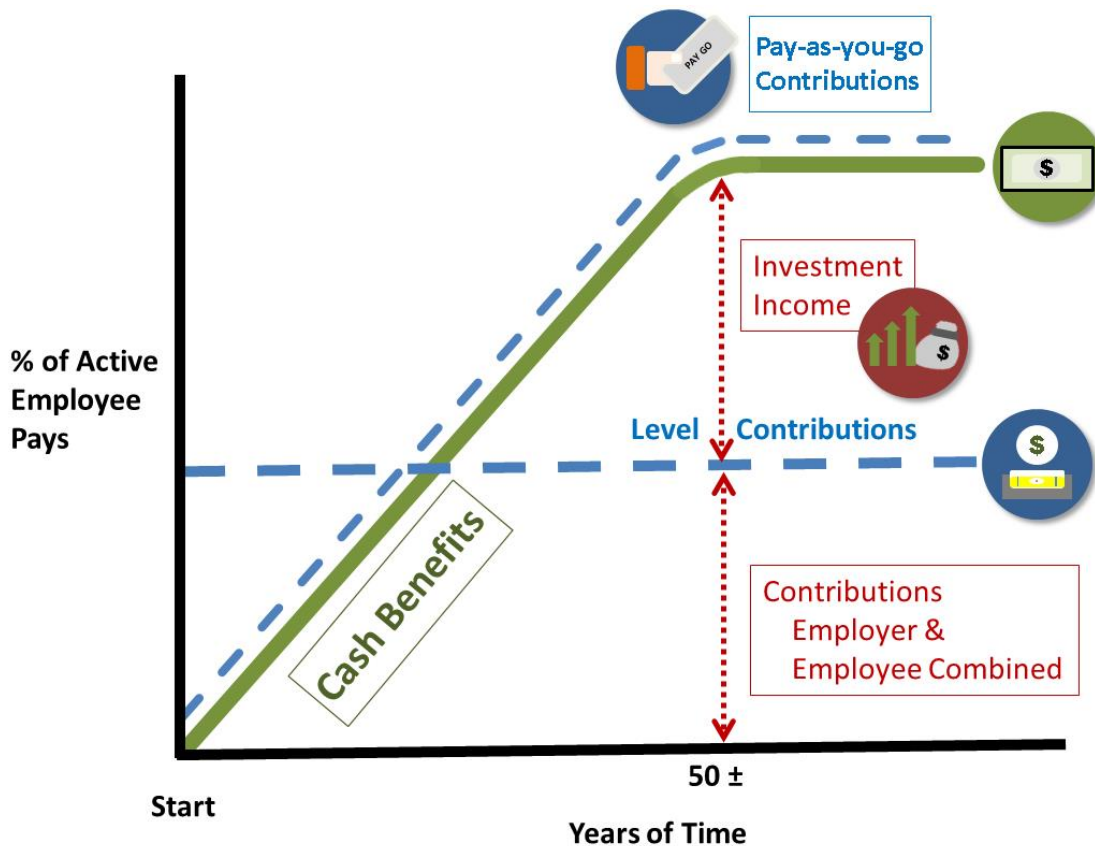 PAY GO
Pay-as-you-go
Contributions
$
Investment
Income
$
% of Active
Employee
Pays
Level Contributions
$
Cash Benefits
Contributions
Employer &
Employee Combined
50 ±
Start
Years of Time